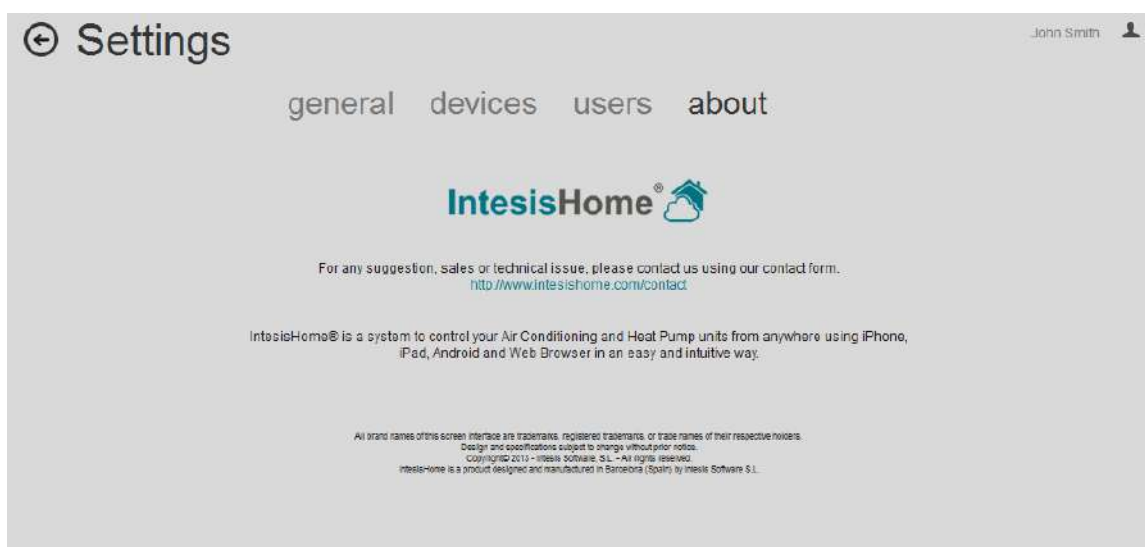 Settings
John Smith
general devices users about
IntesisHome®
For any suggestion, sales or technical issue, please contact us using our contact form.
http://www.intesishome.com/contact
IntesisHome® is a system to control your Air Conditioning and Heat Pump units from anywhere using iPhone,
iPad, Android and Web Browser in an easy and intuitive way.
All brand names of this screen interface are trademarks, registered trademarks, or trade names of their respective holders.
Design and specifications subject to change without prior notice.
Copyright© 2013 - Intesis Software, S.L. - All rights reserved.
IntesisHome is a product designed and manufactured in Barcelona (Spain) by Intesis Software S.L.